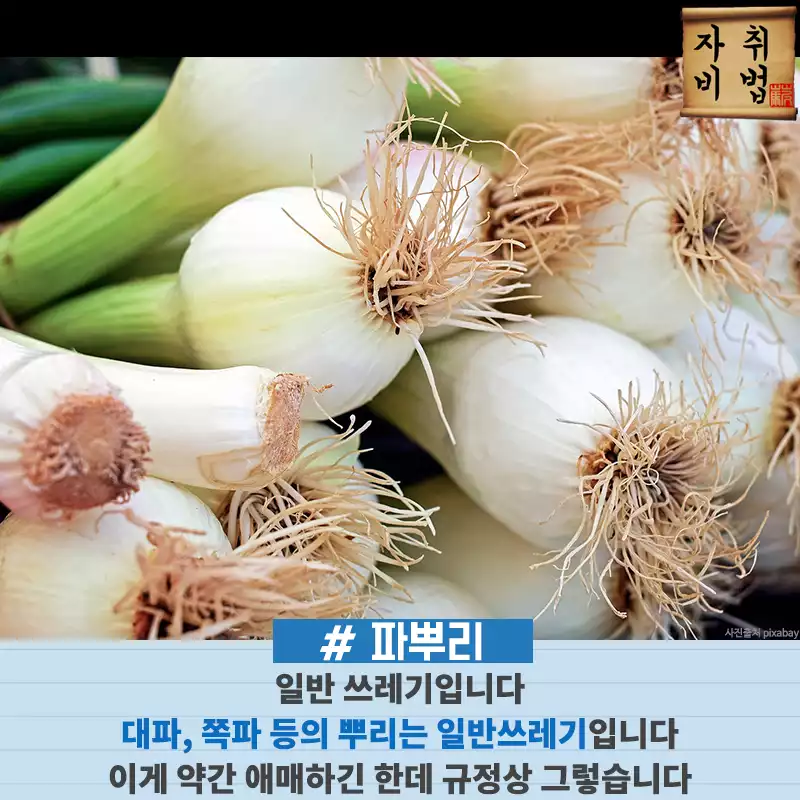 자취
비법
사진출처 pixabay
# 파뿌리
일반 쓰레기입니다
대파, 쪽파 등의 뿌리는 일반쓰레기입니다
이게 약간 애매하긴 한데 규정상 그렇습니다